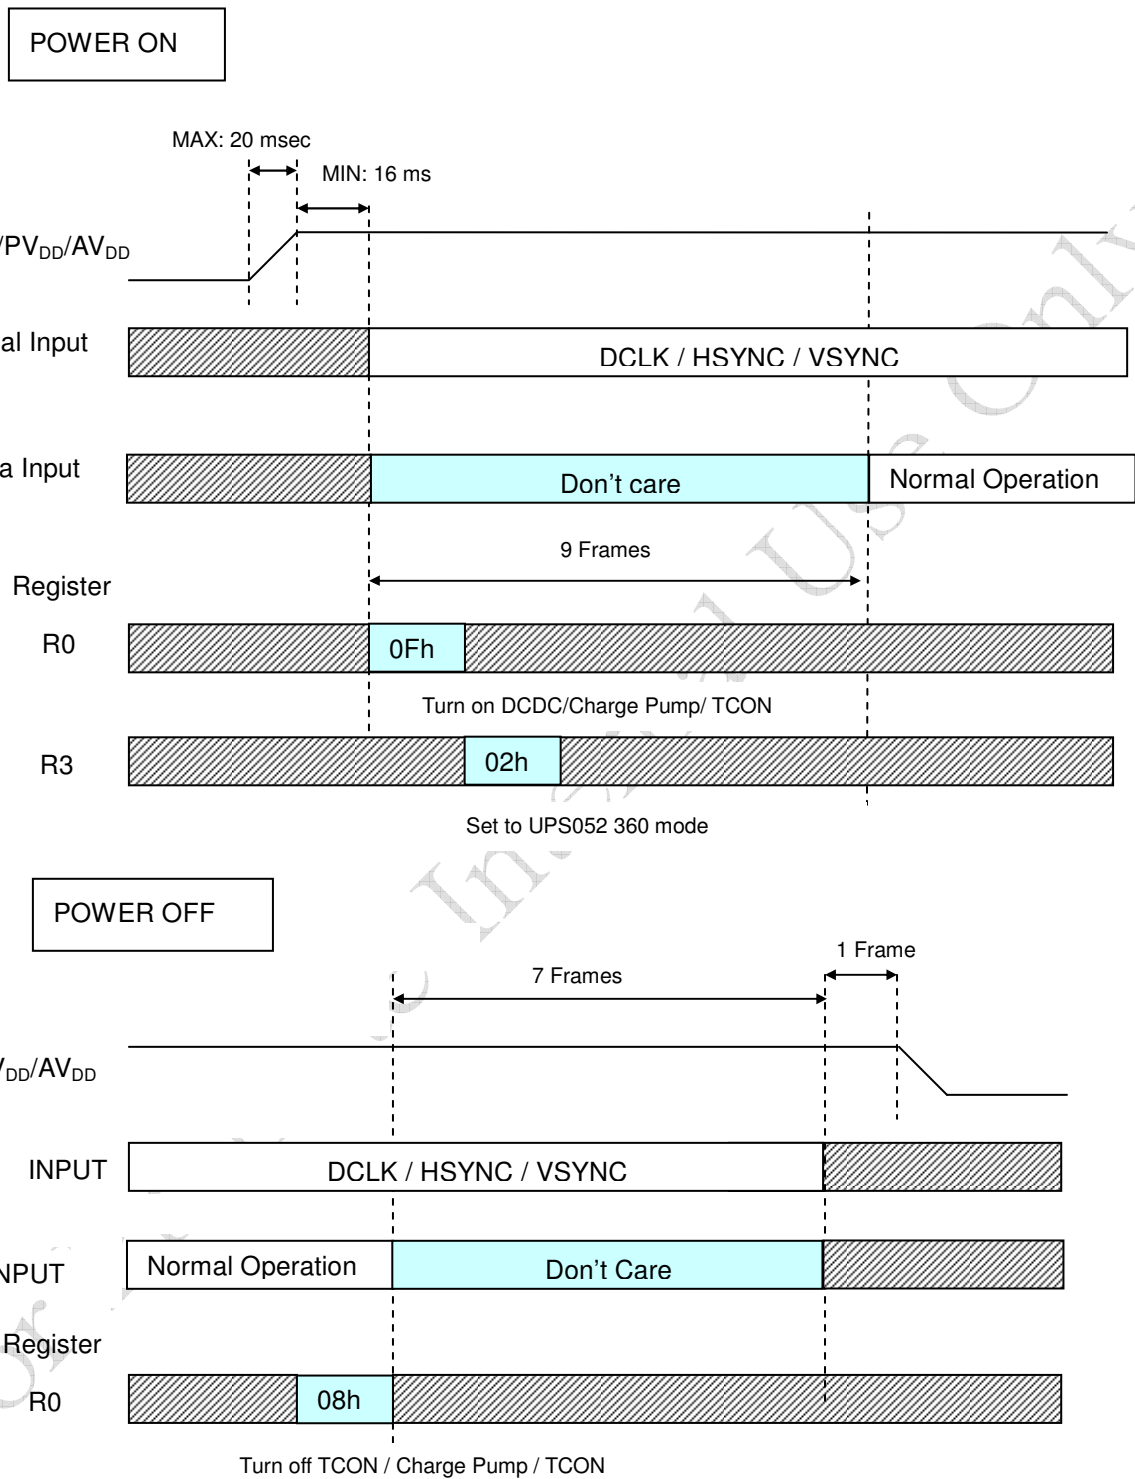 POWER ON
MAX: 20 msec
MIN: 16 ms
/PVDD/AVDD
al Input
DCLK / HSYNC / VSYNC
a Input
Don't care
Normal Operation
9 Frames
Register
R0
0Fh
Turn on DCDC/Charge Pump/ TCON
R3
02h
Set to UPS052 360 mode
POWER OFF
1 Frame
7 Frames
VDD/AVDD
INPUT
DCLK / HSYNC / VSYNC
NPUT
Normal Operation
Don't Care
Register
R0
08h
Turn off TCON / Charge Pump / TCON